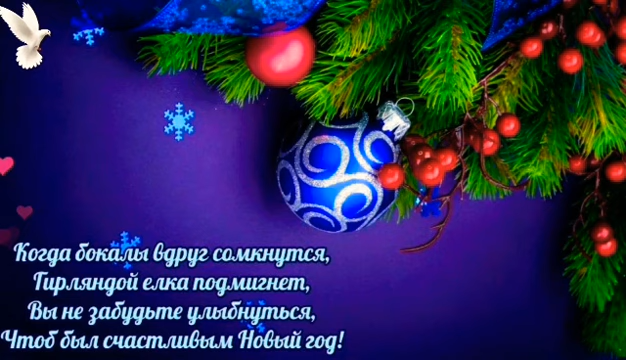 Когда бокалы вдруг сомкнутся,
Гирляндой елка подмигнет,
Вы не забудьте улыбнуться,
Чтоб был счастливым Новый год!